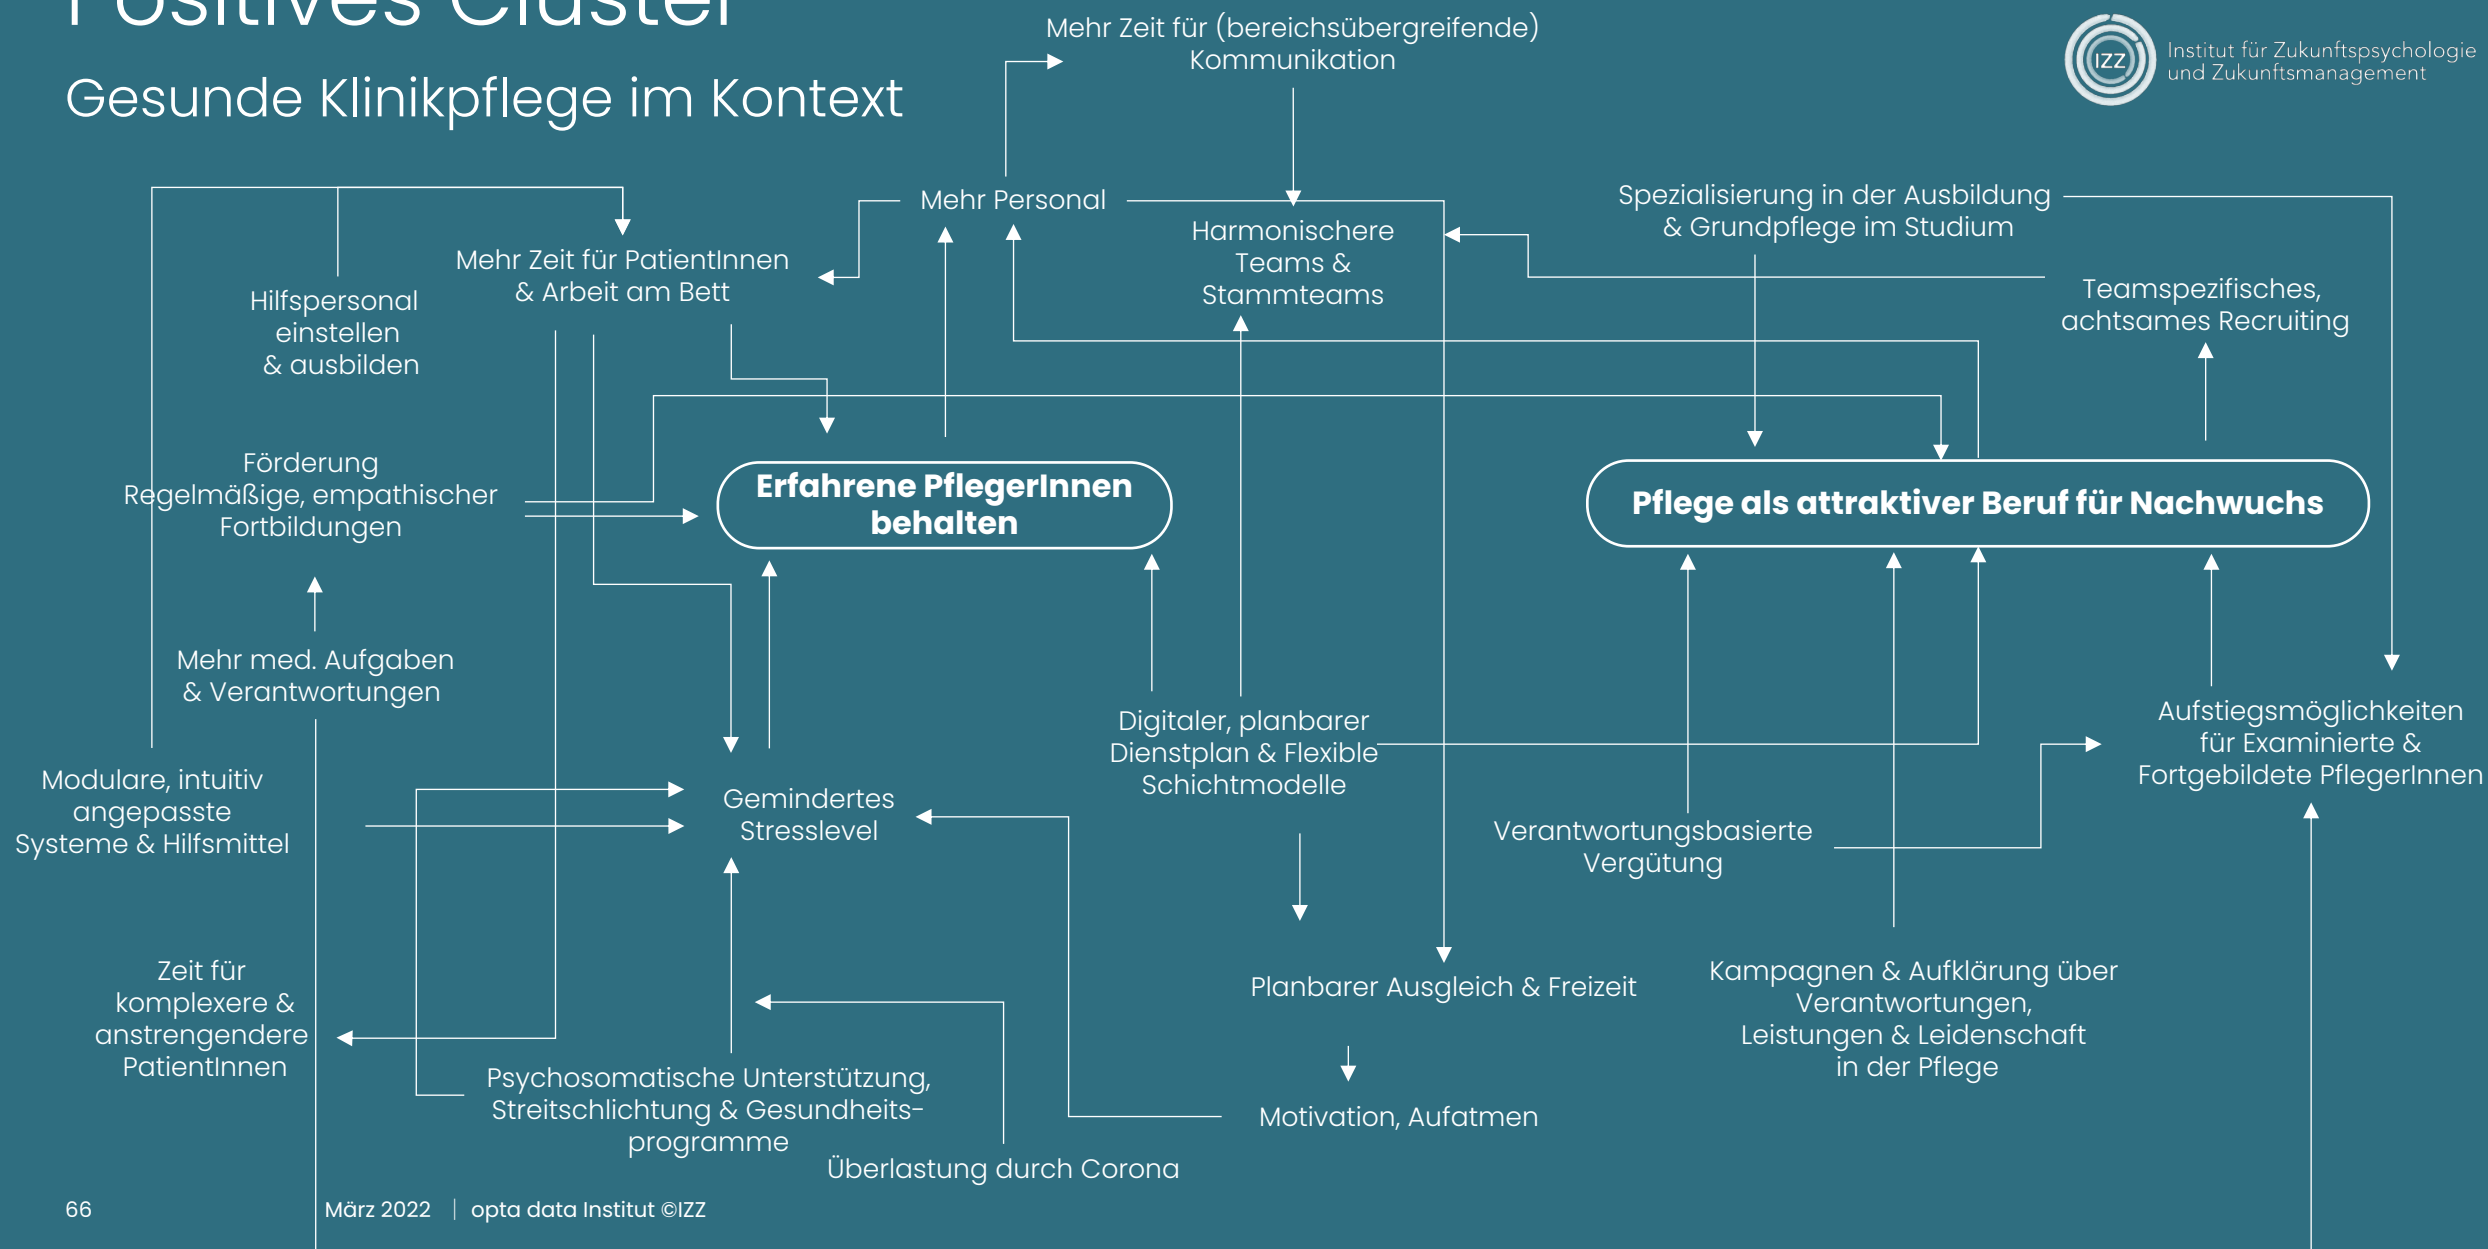 Positives Cluster
Gesunde Klinikpflege im Kontext
Mehr Zeit für (bereichsübergreifende)
Kommunikation
IZZ
Institut für Zukunftspsychologie
und Zukunftsmanagement
Mehr Personal
Spezialisierung in der Ausbildung
& Grundpflege im Studium
Harmonischere
Teams &
Stammteams
Mehr Zeit für PatientInnen
& Arbeit am Bett
Hilfspersonal
einstellen
& ausbilden
Teamspezifisches,
achtsames Recruiting
Förderung
Regelmäßige, empathischer
Fortbildungen
Erfahrene PflegerInnen
behalten
Pflege als attraktiver Beruf für Nachwuchs
Mehr med. Aufgaben
& Verantwortungen
Digitaler, planbarer
Dienstplan & Flexible
Schichtmodelle
Aufstiegsmöglichkeiten
für Examinierte &
Fortgebildete PflegerInnen
Modulare, intuitiv
angepasste
Systeme & Hilfsmittel
Gemindertes
Stresslevel
Verantwortungsbasierte
Vergütung
Zeit für
komplexere &
anstrengendere
PatientInnen
Planbarer Ausgleich & Freizeit
Kampagnen & Aufklärung über
Verantwortungen,
Leistungen & Leidenschaft
in der Pflege
Psychosomatische Unterstützung,
Streitschlichtung & Gesundheits-
programme
Motivation, Aufatmen
Überlastung durch Corona
66
März 2022 | opta data Institut ©IZZ